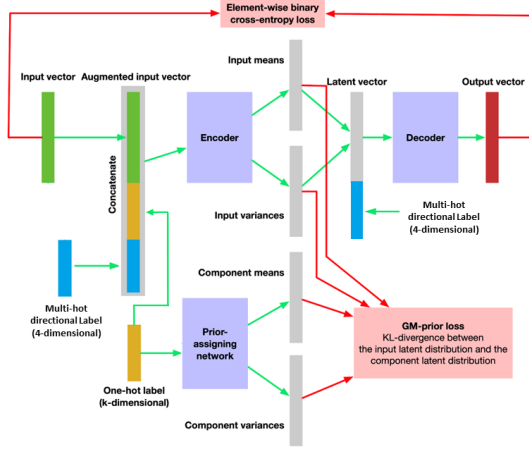 Element-wise binary
cross-entropy loss
Input means
Input vector
Augmented input vector
Latent vector
Output vector
Concatenate
Encoder
Decoder
Input variances
Multi-hot
directional Label
(4-dimensional)
Component means
Multi-hot
directional Label
(4-dimensional)
Prior-
assigning
network
GM-prior loss
KL-divergence between
the input latent distribution and the
component latent distribution
One-hot label
(k-dimensional)
Component variances